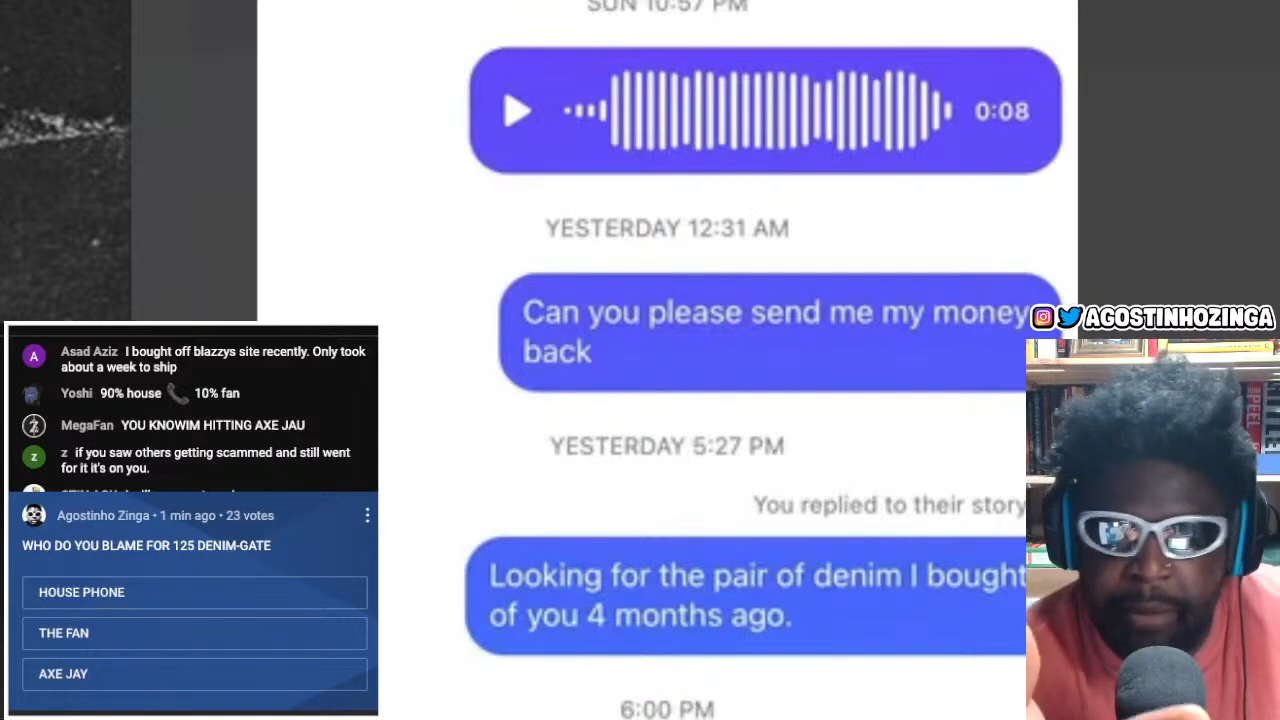 SUN 10:57 PM
0:08
YESTERDAY 12:31 AM
Can you please send me my money
back
YESTERDAY 5:27 PM
You replied to their story
Looking for the pair of denim I bought
of you 4 months ago.
6:00 PM
Asad Aziz I bought off blazzys site recently. Only took
about a week to ship
Yoshi 90% house 📞 10% fan
MegaFan YOU KNOWIM HITTING AXE JAU
z if you saw others getting scammed and still went
for it it's on you.
Agostinho Zinga • 1 min ago • 23 votes
WHO DO YOU BLAME FOR 125 DENIM-GATE
HOUSE PHONE
THE FAN
AXE JAY
AGOSTINHOZINGA
PEEL